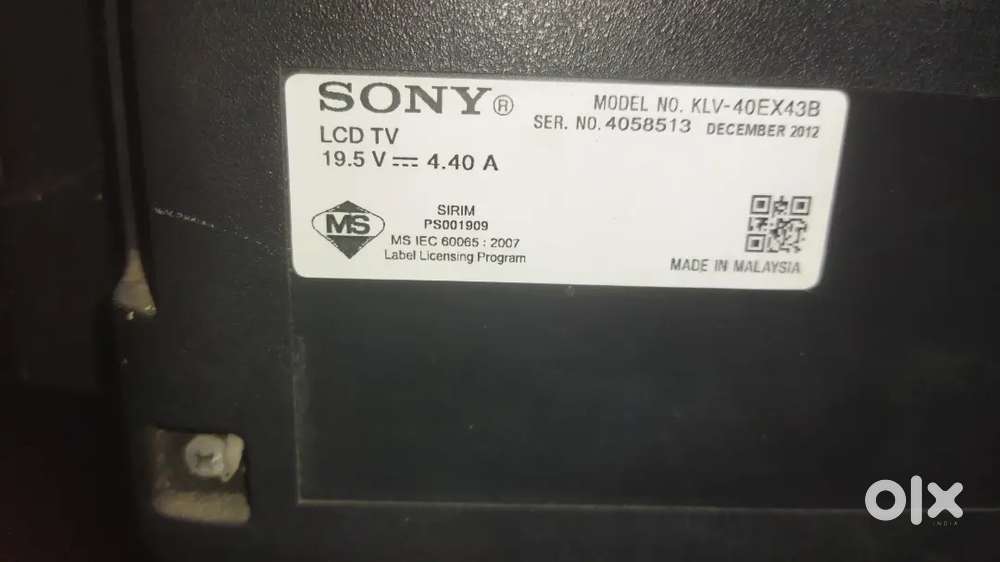 SONY®
MODEL NO. KLV-40EX43B
SER. NO. 4058513 DECEMBER 2012
LCD TV
19.5 V ⎓ 4.40 A
MS
SIRIM
PS001909
MS IEC 60065 : 2007
Label Licensing Program
MADE IN MALAYSIA
olx
INDIA